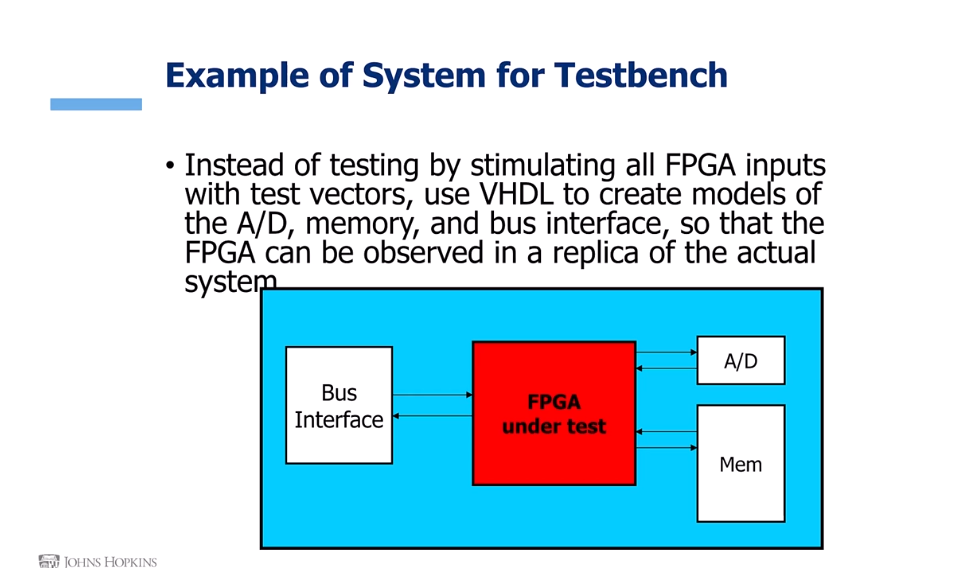 Example of System for Testbench
• Instead of testing by stimulating all FPGA inputs
with test vectors, use VHDL to create models of
the A/D, memory, and bus interface, so that the
FPGA can be observed in a replica of the actual
system
Bus
Interface
FPGA
under test
A/D
Mem
JOHNS HOPKINS